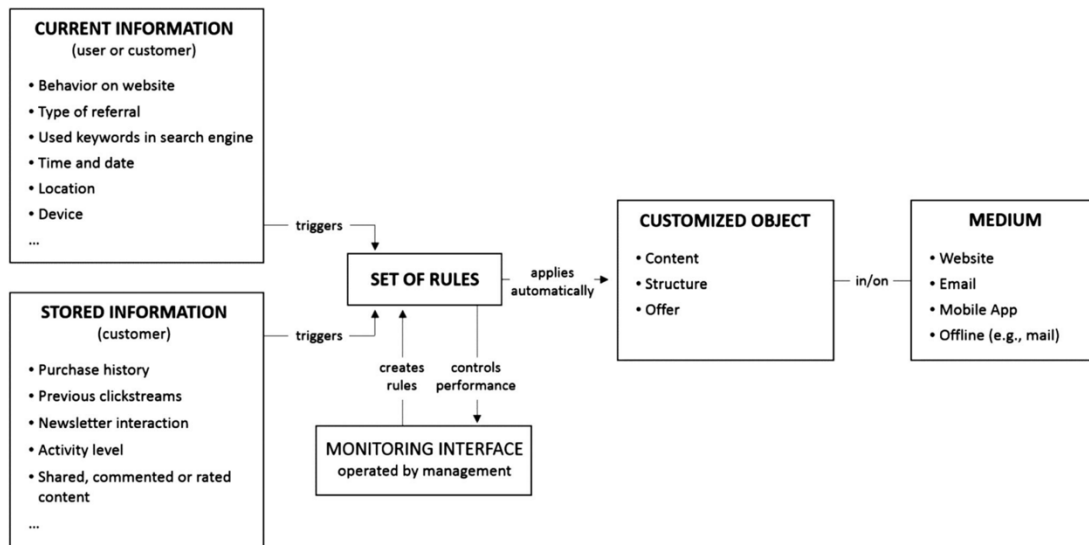 CURRENT INFORMATION
(user or customer)
• Behavior on website
• Type of referral
• Used keywords in search engine
• Time and date
• Location
• Device
...
triggers
STORED INFORMATION
(customer)
• Purchase history
• Previous clickstreams
• Newsletter interaction
• Activity level
• Shared, commented or rated
content
...
triggers
SET OF RULES
creates
rules
controls
performance
MONITORING INTERFACE
operated by management
applies
automatically
CUSTOMIZED OBJECT
• Content
• Structure
• Offer
in/on
MEDIUM
• Website
• Email
• Mobile App
• Offline (e.g., mail)